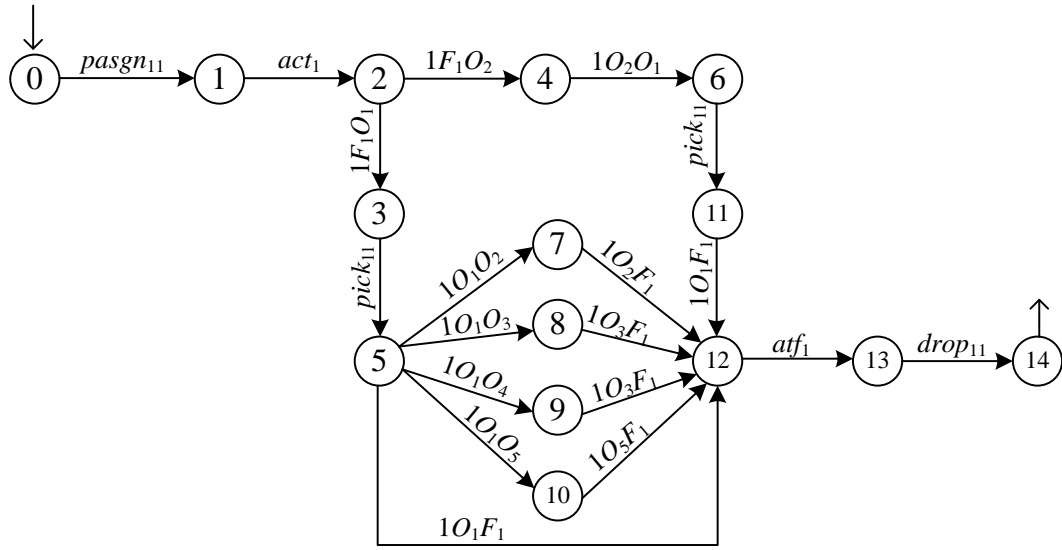 0 pasgn₁₁ 1 act₁ 2 1F₁O₂ 4 1O₂O₁ 6
1F₁O₁
pick₁₁
3
11
pick₁₁
1O₁F₁
1O₁O₂
7
1O₂F₁
1O₁O₃
8
1O₃F₁
5
12 atf₁ 13 drop₁₁ 14
1O₁O₄
9
1O₃F₁
1O₁O₅
10
1O₅F₁
1O₁F₁